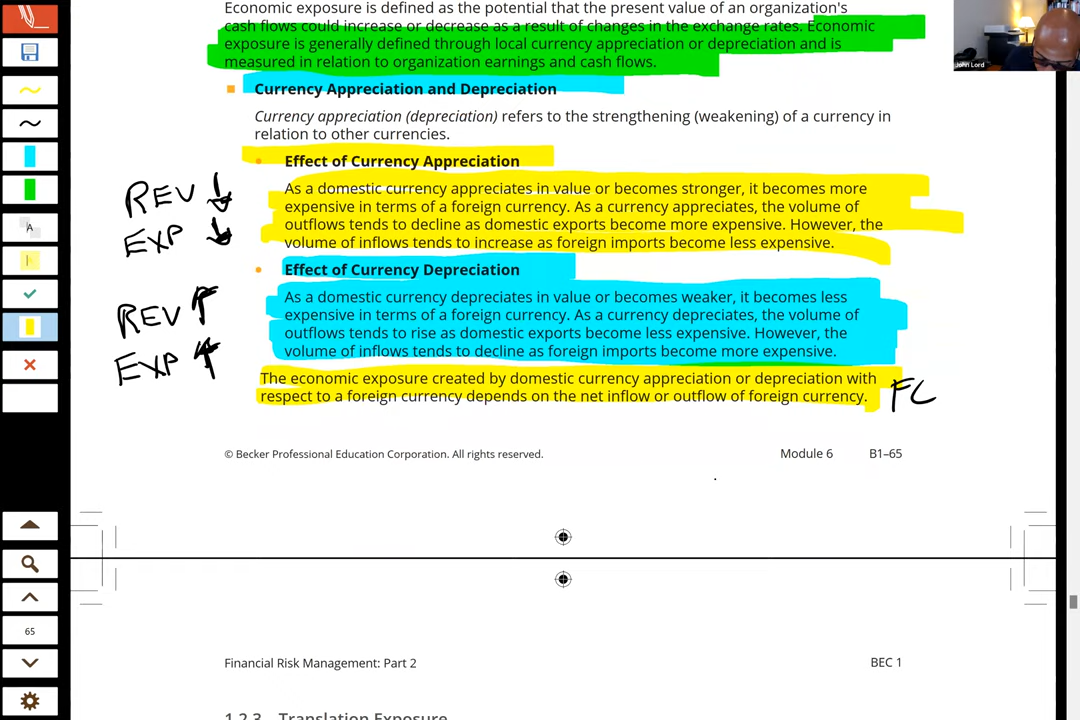 Economic exposure is defined as the potential that the present value of an organization's
cash flows could increase or decrease as a result of changes in the exchange rates. Economic
exposure is generally defined through local currency appreciation or depreciation and is
measured in relation to organization earnings and cash flows.
John Lord
Currency Appreciation and Depreciation
Currency appreciation (depreciation) refers to the strengthening (weakening) of a currency in
relation to other currencies.
Effect of Currency Appreciation
As a domestic currency appreciates in value or becomes stronger, it becomes more
expensive in terms of a foreign currency. As a currency appreciates, the volume of
outflows tends to decline as domestic exports become more expensive. However, the
volume of inflows tends to increase as foreign imports become less expensive.
REV ↓
EXP ↓
Effect of Currency Depreciation
As a domestic currency depreciates in value or becomes weaker, it becomes less
expensive in terms of a foreign currency. As a currency depreciates, the volume of
outflows tends to rise as domestic exports become less expensive. However, the
volume of inflows tends to decline as foreign imports become more expensive.
REV ↑
EXP ↑
The economic exposure created by domestic currency appreciation or depreciation with
respect to a foreign currency depends on the net inflow or outflow of foreign currency.
FC
© Becker Professional Education Corporation. All rights reserved.
Module 6 B1–65
A
65
Financial Risk Management: Part 2
BEC 1
1.2.3 Translation Exposure